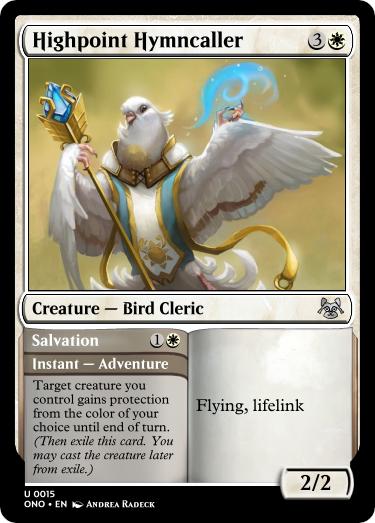 Highpoint Hymncaller 3
Creature — Bird Cleric
Salvation 1
Instant — Adventure
Target creature you
control gains protection
from the color of your
choice until end of turn.
(Then exile this card. You
may cast the creature later
from exile.)
Flying, lifelink
2/2
U 0015
ONO • EN Andrea Radeck